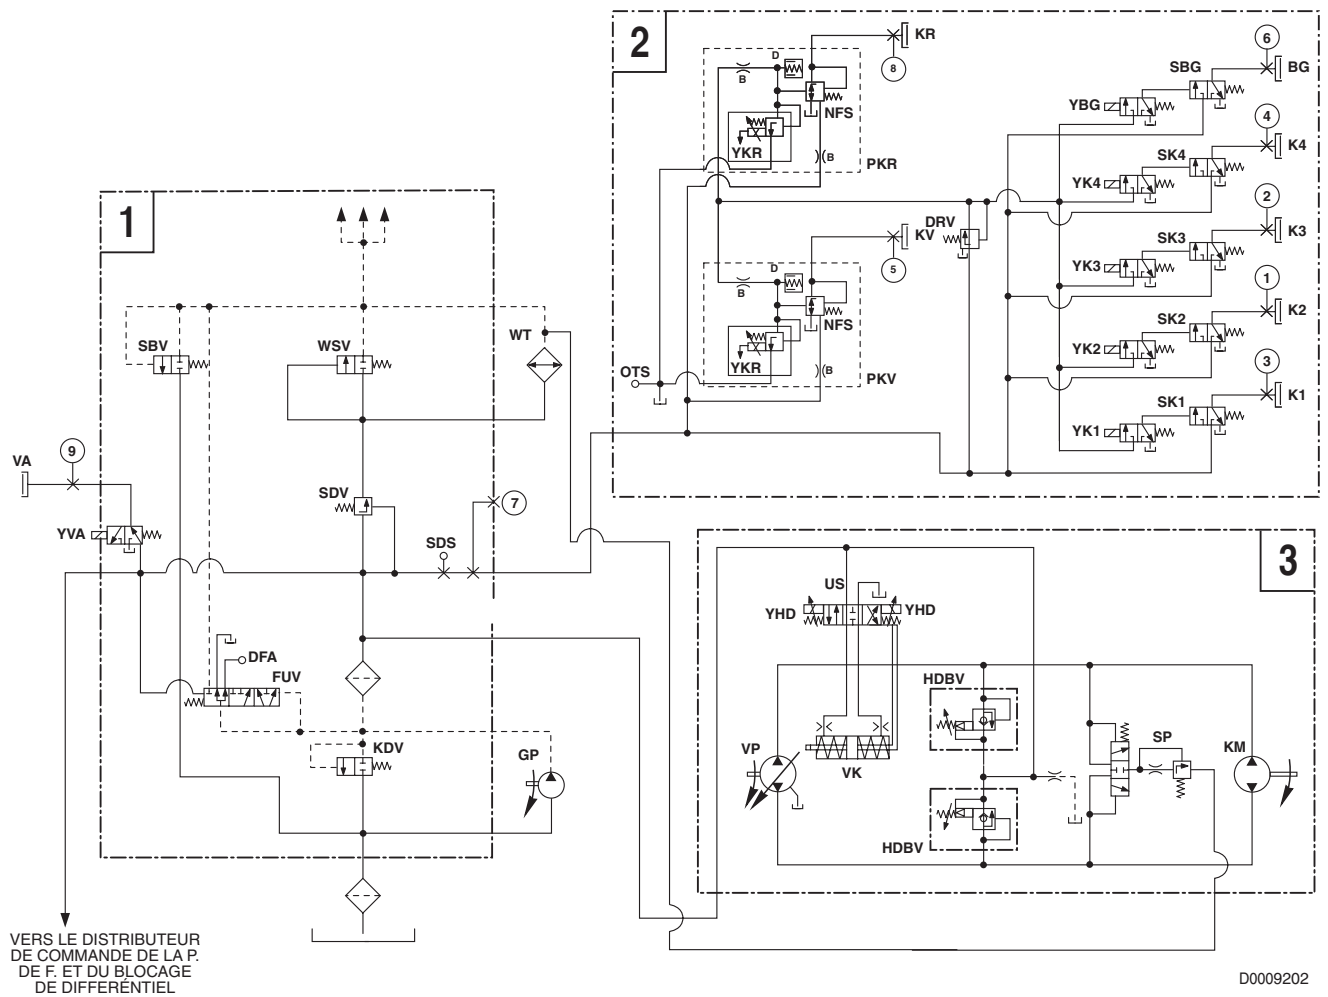 2
KR
6
8
SBG
BG
D
B
NFS
YBG
4
YKR
B
PKR
SK4
K4
YK4
1
2
DRV
KV
SK3
K3
5
YK3
D
B
NFS
1
SK2
K2
YK2
SBV
WSV
WT
YKR
B
PKV
OTS
3
SK1
K1
YK1
9
VA
SDV
7
YVA
SDS
3
US
YHD
YHD
DFA
FUV
HDBV
KDV
GP
VP
VK
SP
KM
HDBV
VERS LE DISTRIBUTEUR
DE COMMANDE DE LA P.
DE F. ET DU BLOCAGE
DE DIFFERÉNTIEL
D0009202